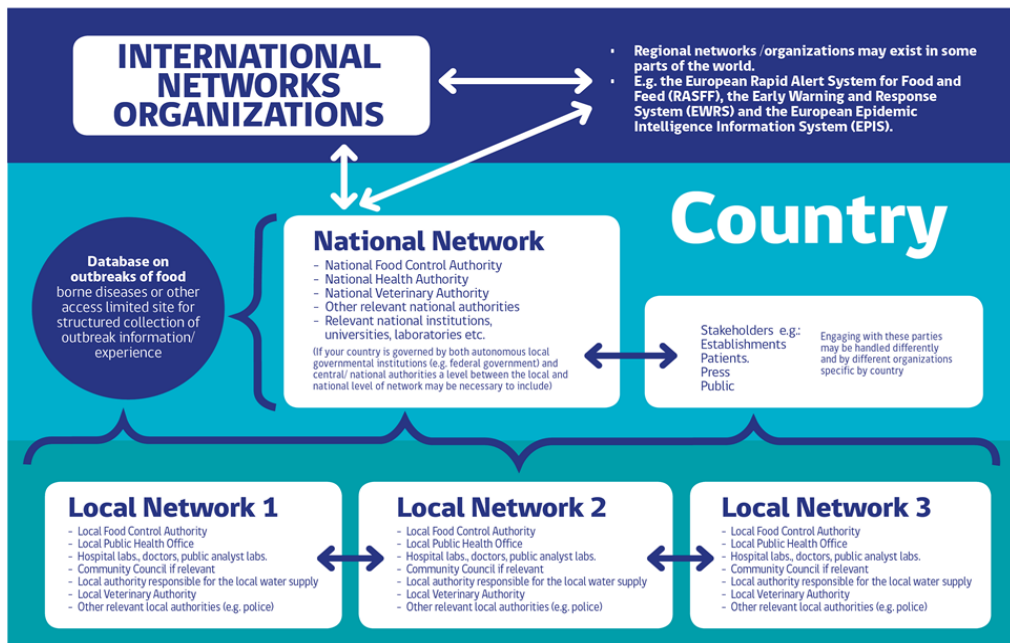 INTERNATIONAL
NETWORKS
ORGANIZATIONS
• Regional networks /organizations may exist in some
parts of the world.
• E.g. the European Rapid Alert System for Food and
Feed (RASFF), the Early Warning and Response
System (EWRS) and the European Epidemic
Intelligence Information System (EPIS).
Country
Database on
outbreaks of food
borne diseases or other
access limited site for
structured collection of
outbreak information/
experience
National Network
- National Food Control Authority
- National Health Authority
- National Veterinary Authority
- Other relevant national authorities
- Relevant national institutions,
universities, laboratories etc.
(If your country is governed by both autonomous local
governmental institutions (e.g. federal government) and
central/ national authorities a level between the local and
national level of network may be necessary to include)
Stakeholders e.g.:
Establishments
Patients.
Press
Public
Engaging with these parties
may be handled differently
and by different organizations
specific by country
Local Network 1
- Local Food Control Authority
- Local Public Health Office
- Hospital labs., doctors, public analyst labs.
- Community Council if relevant
- Local authority responsible for the local water supply
- Local Veterinary Authority
- Other relevant local authorities (e.g. police)
Local Network 2
- Local Food Control Authority
- Local Public Health Office
- Hospital labs., doctors, public analyst labs.
- Community Council if relevant
- Local authority responsible for the local water supply
- Local Veterinary Authority
- Other relevant local authorities (e.g. police)
Local Network 3
- Local Food Control Authority
- Local Public Health Office
- Hospital labs., doctors, public analyst labs.
- Community Council if relevant
- Local authority responsible for the local water supply
- Local Veterinary Authority
- Other relevant local authorities (e.g. police)